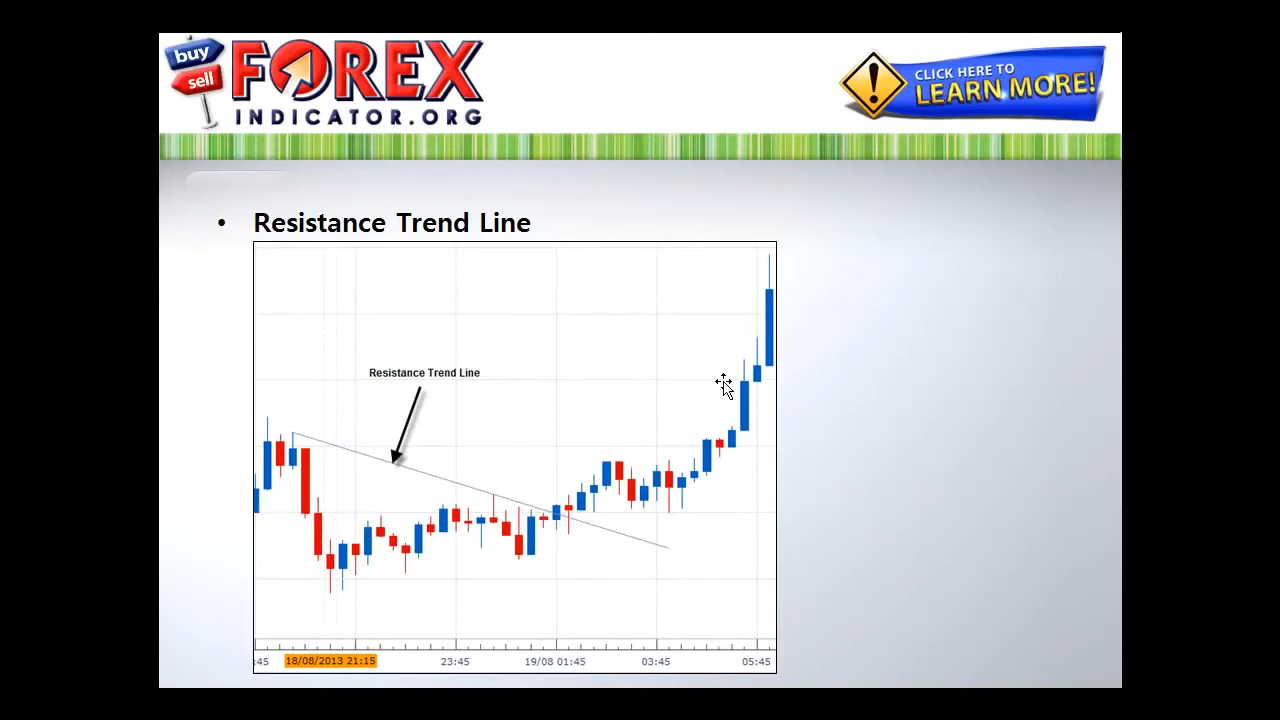 buy
sell
FOREX
INDICATOR.ORG
CLICK HERE TO
LEARN MORE!
• Resistance Trend Line
Resistance Trend Line
:45 18/08/2013 21:15 23:45 19/08 01:45 03:45 05:45